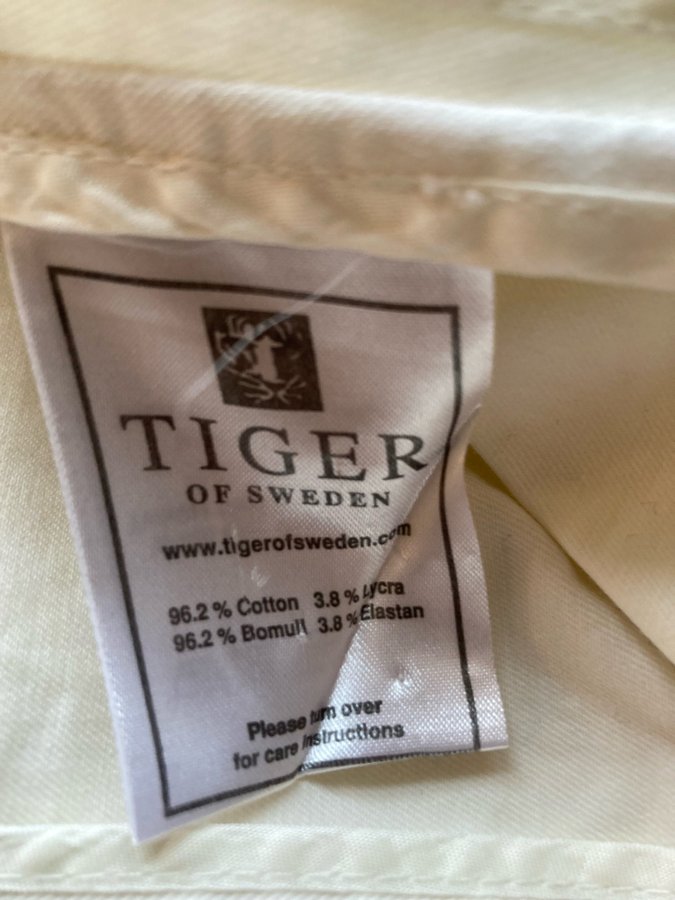 TIGER
OF SWEDEN
www.tigerofsweden.com
96.2 % Cotton 3.8 % Lycra
96.2 % Bomull 3.8 % Elastan
Please turn over
for care instructions